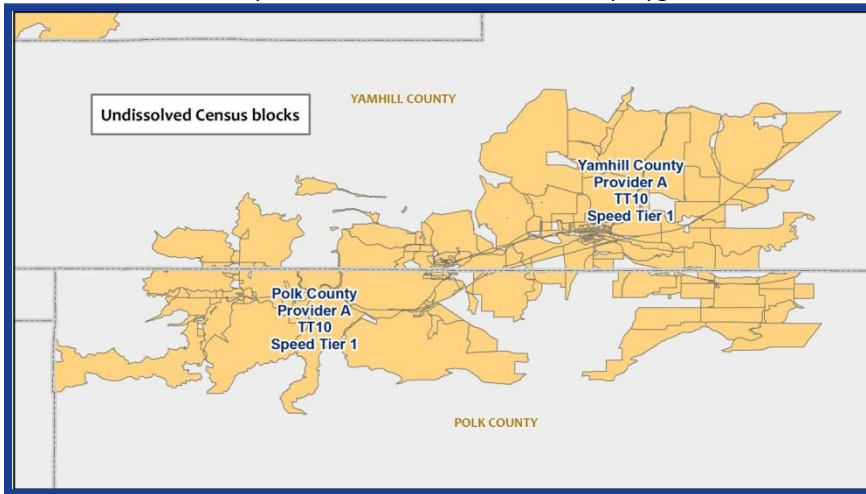 YAMHILL COUNTY
Undissolved Census blocks
Yamhill County
Provider A
TT10
Speed Tier 1
Polk County
Provider A
TT10
Speed Tier 1
POLK COUNTY